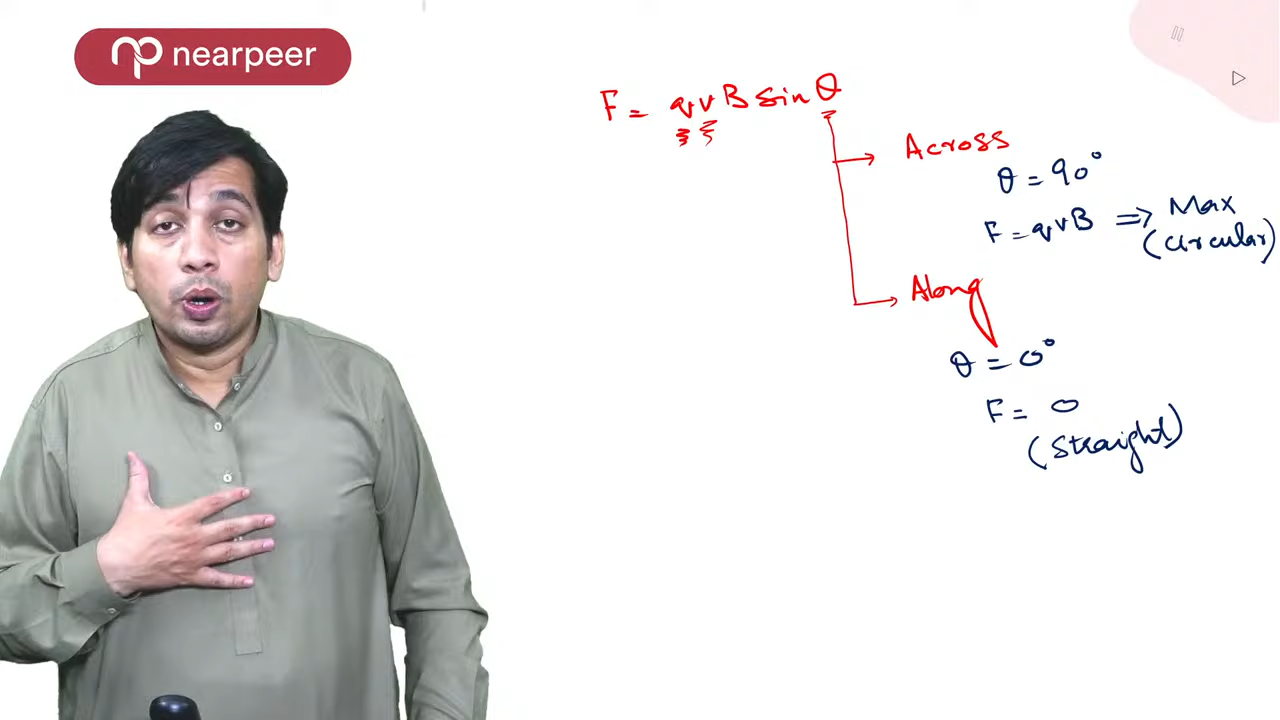 nearpeer
F = qvB sin θ
Across
θ = 90°
F = qvB ⇒ Max
(circular)
Along
θ = 0°
F = 0
(straight)